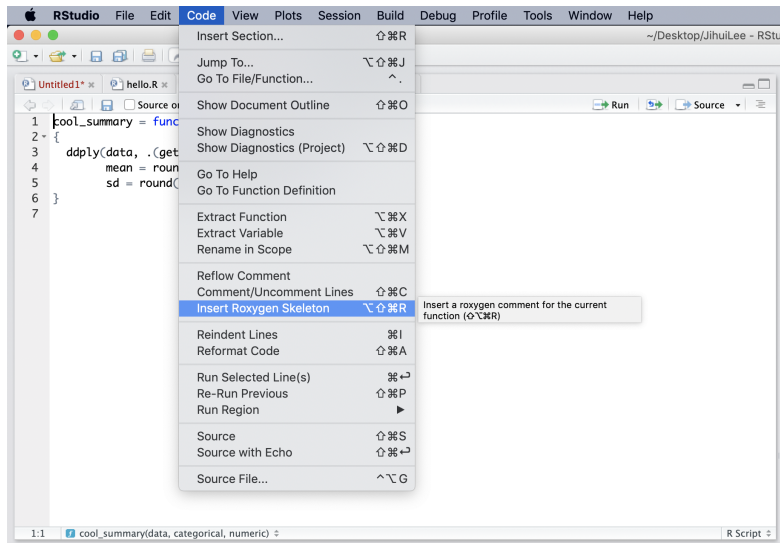 RStudio File Edit Code View Plots Session Build Debug Profile Tools Window Help
~/Desktop/JihuiLee - RStu
Untitled1* × hello.R ×
Source o
Run Source
1 cool_summary = func
2 {
3 ddply(data, .(get
4 mean = roun
5 sd = round(
6 }
7
Insert Section... ⇧⌘R
Jump To... ⌥⇧⌘J
Go To File/Function... ^.
Show Document Outline ⇧⌘O
Show Diagnostics
Show Diagnostics (Project) ⌥⇧⌘D
Go To Help
Go To Function Definition
Extract Function ⌥⌘X
Extract Variable ⌥⌘V
Rename in Scope ⌥⇧⌘M
Reflow Comment
Comment/Uncomment Lines ⇧⌘C
Insert Roxygen Skeleton ⌥⇧⌘R
Insert a roxygen comment for the current
function (⇧⌥⌘R)
Reindent Lines ⌘I
Reformat Code ⇧⌘A
Run Selected Line(s) ⌘↩
Re-Run Previous ⇧⌘P
Run Region ▶
Source ⇧⌘S
Source with Echo ⇧⌘↩
Source File... ^⌥G
1:1 cool_summary(data, categorical, numeric) R Script